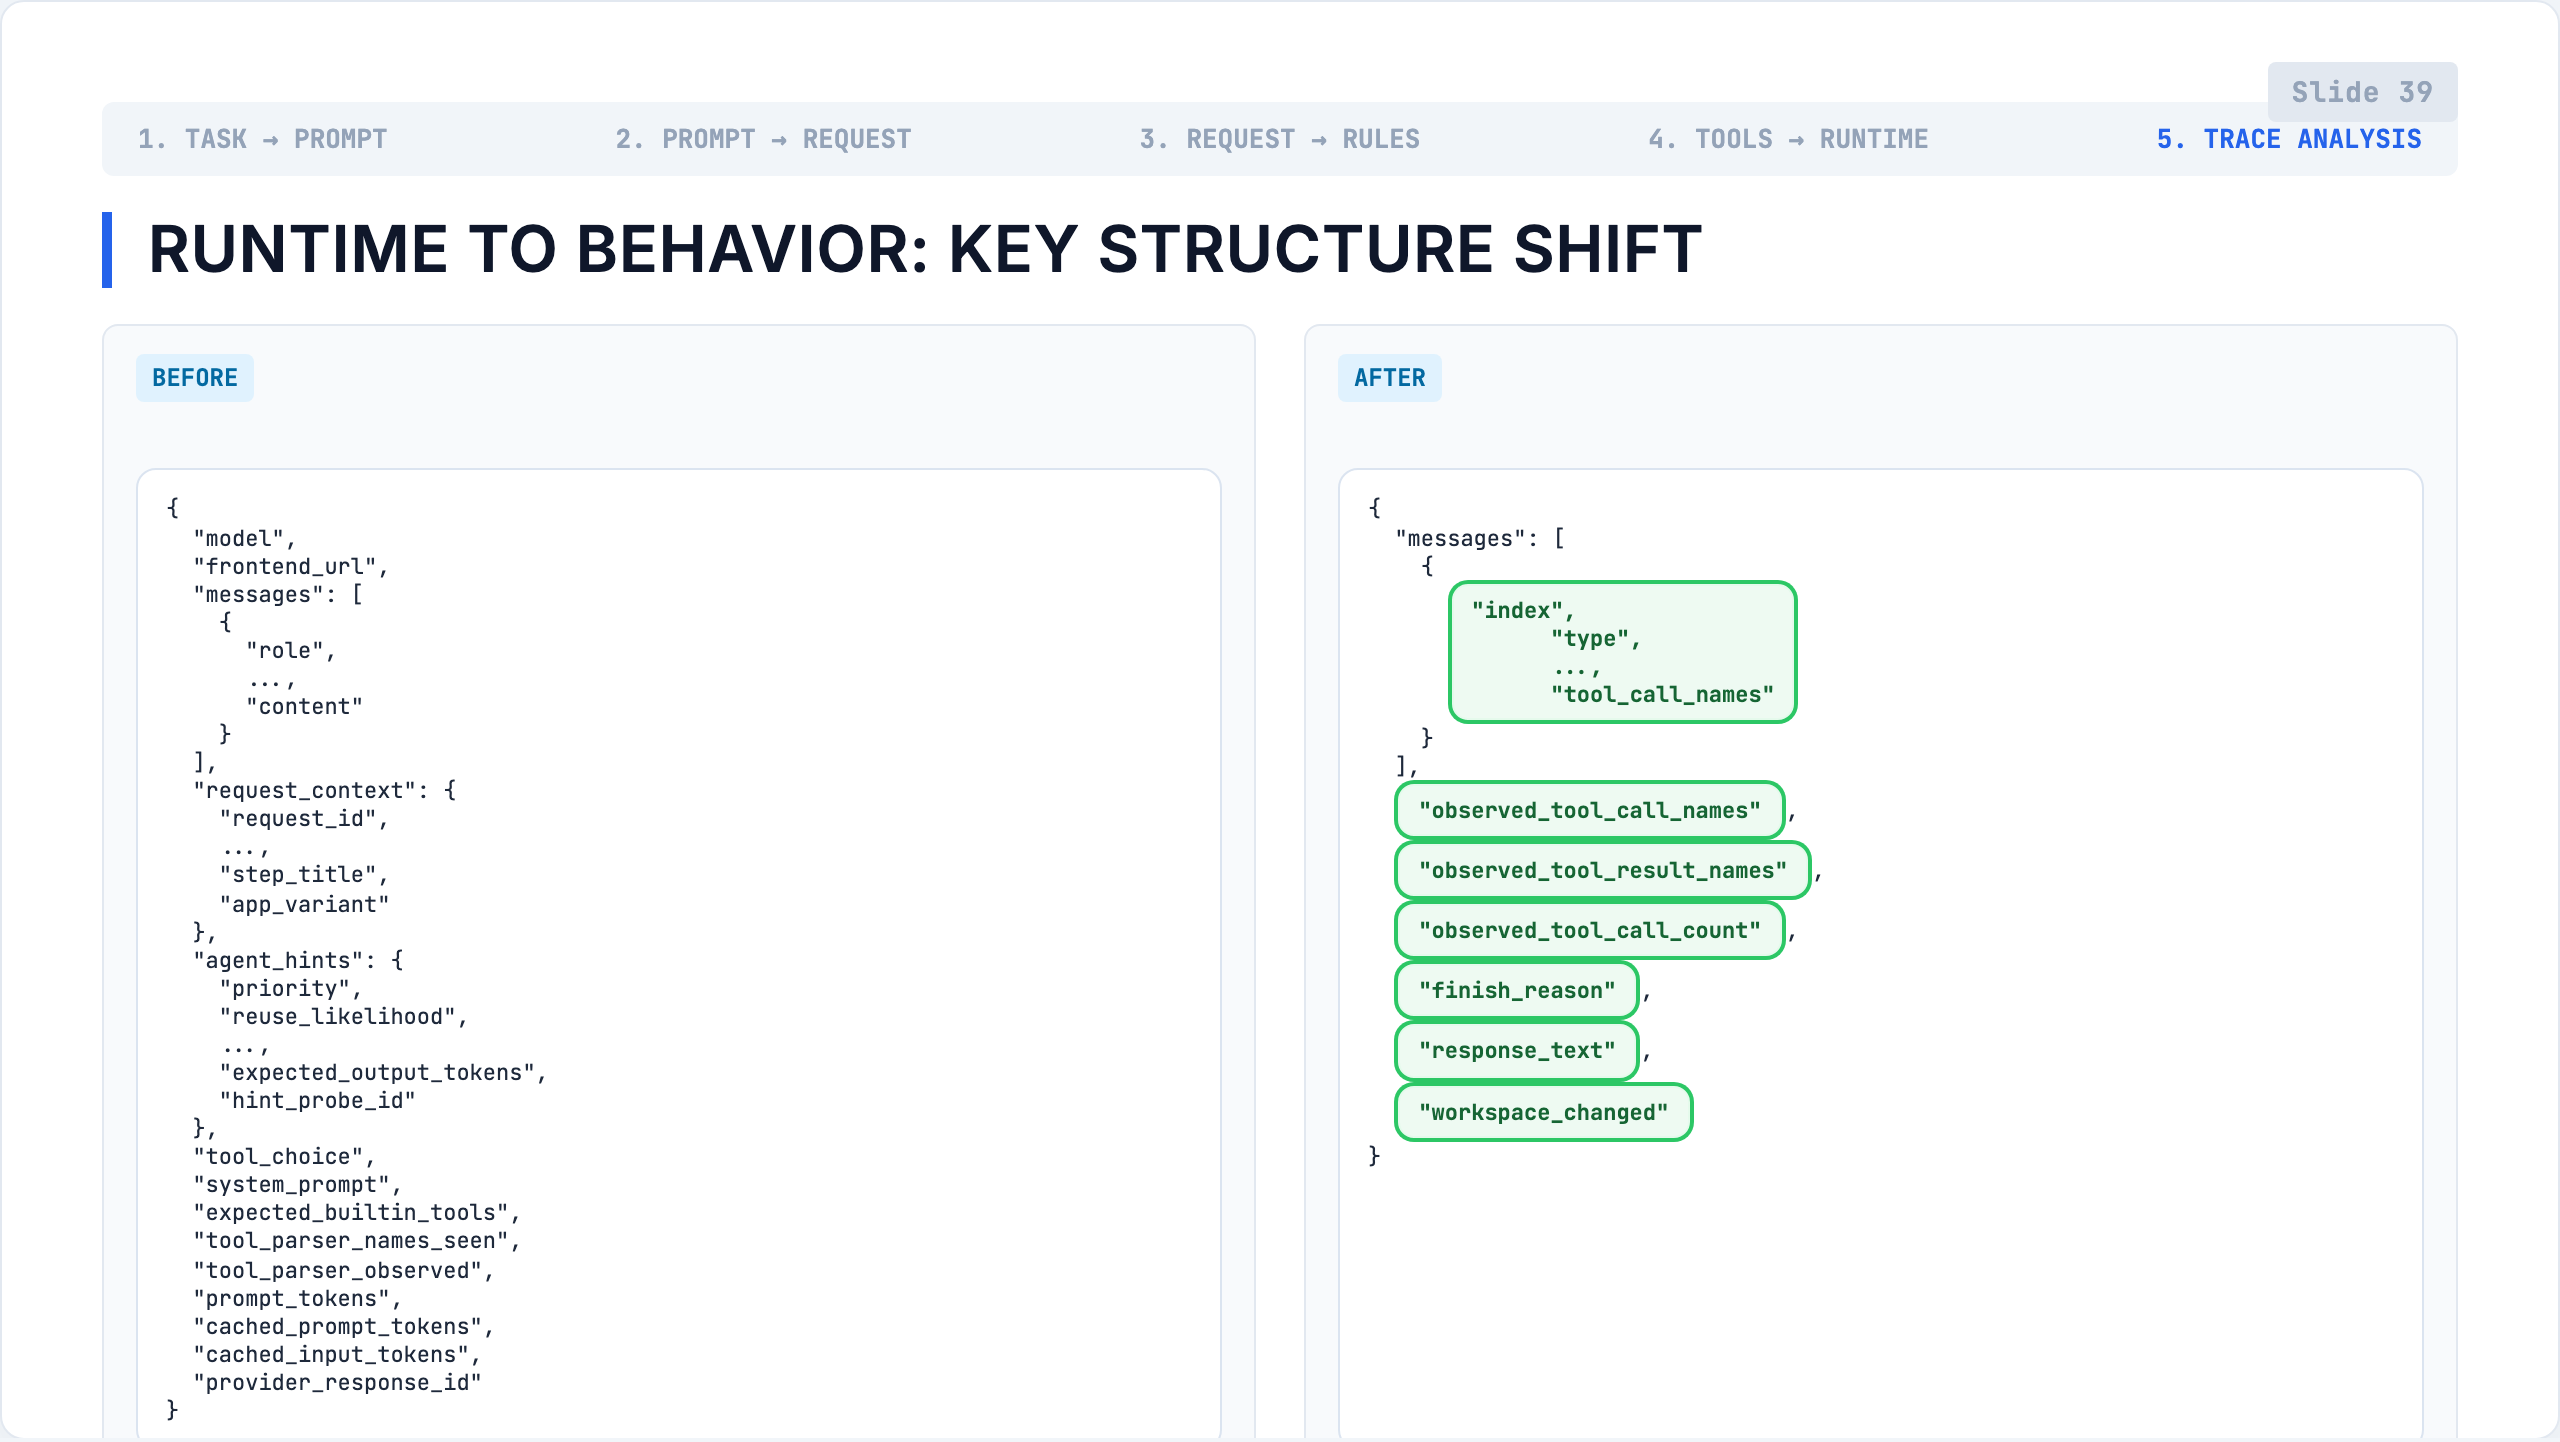 Slide 39
1. TASK → PROMPT
2. PROMPT → REQUEST
3. REQUEST → RULES
4. TOOLS → RUNTIME
5. TRACE ANALYSIS
RUNTIME TO BEHAVIOR: KEY STRUCTURE SHIFT
BEFORE
{
  "model",
  "frontend_url",
  "messages": [
    {
      "role",
      ...,
      "content"
    }
  ],
  "request_context": {
    "request_id",
    ...,
    "step_title",
    "app_variant"
  },
  "agent_hints": {
    "priority",
    "reuse_likelihood",
    ...,
    "expected_output_tokens",
    "hint_probe_id"
  },
  "tool_choice",
  "system_prompt",
  "expected_builtin_tools",
  "tool_parser_names_seen",
  "tool_parser_observed",
  "prompt_tokens",
  "cached_prompt_tokens",
  "cached_input_tokens",
  "provider_response_id"
}
AFTER
{
  "messages": [
    {
      "index",
      "type",
      ...,
      "tool_call_names"
    }
  ],
  "observed_tool_call_names",
  "observed_tool_result_names",
  "observed_tool_call_count",
  "finish_reason",
  "response_text",
  "workspace_changed"
}